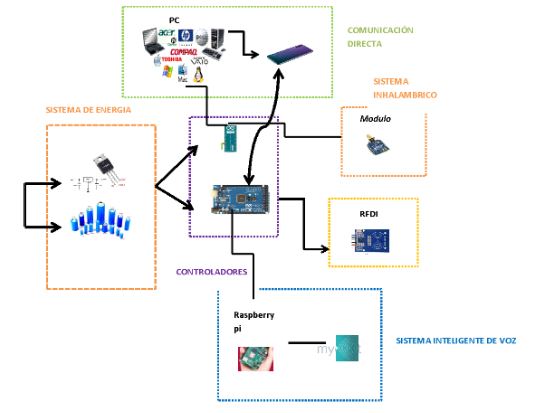 PC
COMUNICACIÓN
DIRECTA
acer
hp
COMPAQ
TOSHIBA
VAIO
Mac
SISTEMA
INHALAMBRICO
Modulo
SISTEMA DE ENERGIA
RFDI
CONTROLADORES
Raspberry
pi
SISTEMA INTELIGENTE DE VOZ